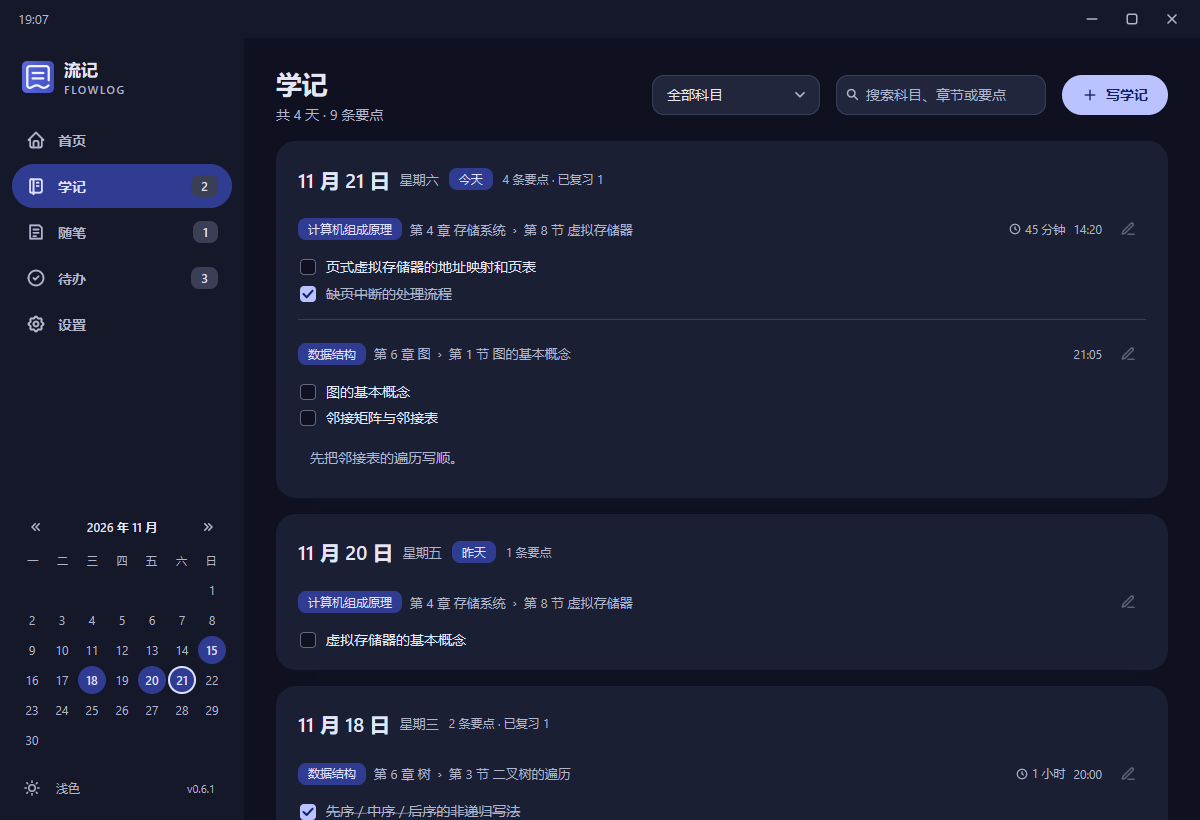 19:07
流记
FLOWLOG
首页
学记 2
随笔 1
待办 3
设置
« 2026 年 11 月 »
一 二 三 四 五 六 日
1
2 3 4 5 6 7 8
9 10 11 12 13 14 15
16 17 18 19 20 21 22
23 24 25 26 27 28 29
30
浅色 v0.6.1
学记
共 4 天 · 9 条要点
全部科目
搜索科目、章节或要点
+ 写学记
11 月 21 日 星期六 今天 4 条要点 · 已复习 1
计算机组成原理 第 4 章 存储系统 › 第 8 节 虚拟存储器 45 分钟 14:20
页式虚拟存储器的地址映射和页表
缺页中断的处理流程
数据结构 第 6 章 图 › 第 1 节 图的基本概念 21:05
图的基本概念
邻接矩阵与邻接表
先把邻接表的遍历写顺。
11 月 20 日 星期五 昨天 1 条要点
计算机组成原理 第 4 章 存储系统 › 第 8 节 虚拟存储器
虚拟存储器的基本概念
11 月 18 日 星期三 2 条要点 · 已复习 1
数据结构 第 6 章 树 › 第 3 节 二叉树的遍历 1 小时 20:00
先序 / 中序 / 后序的非递归写法